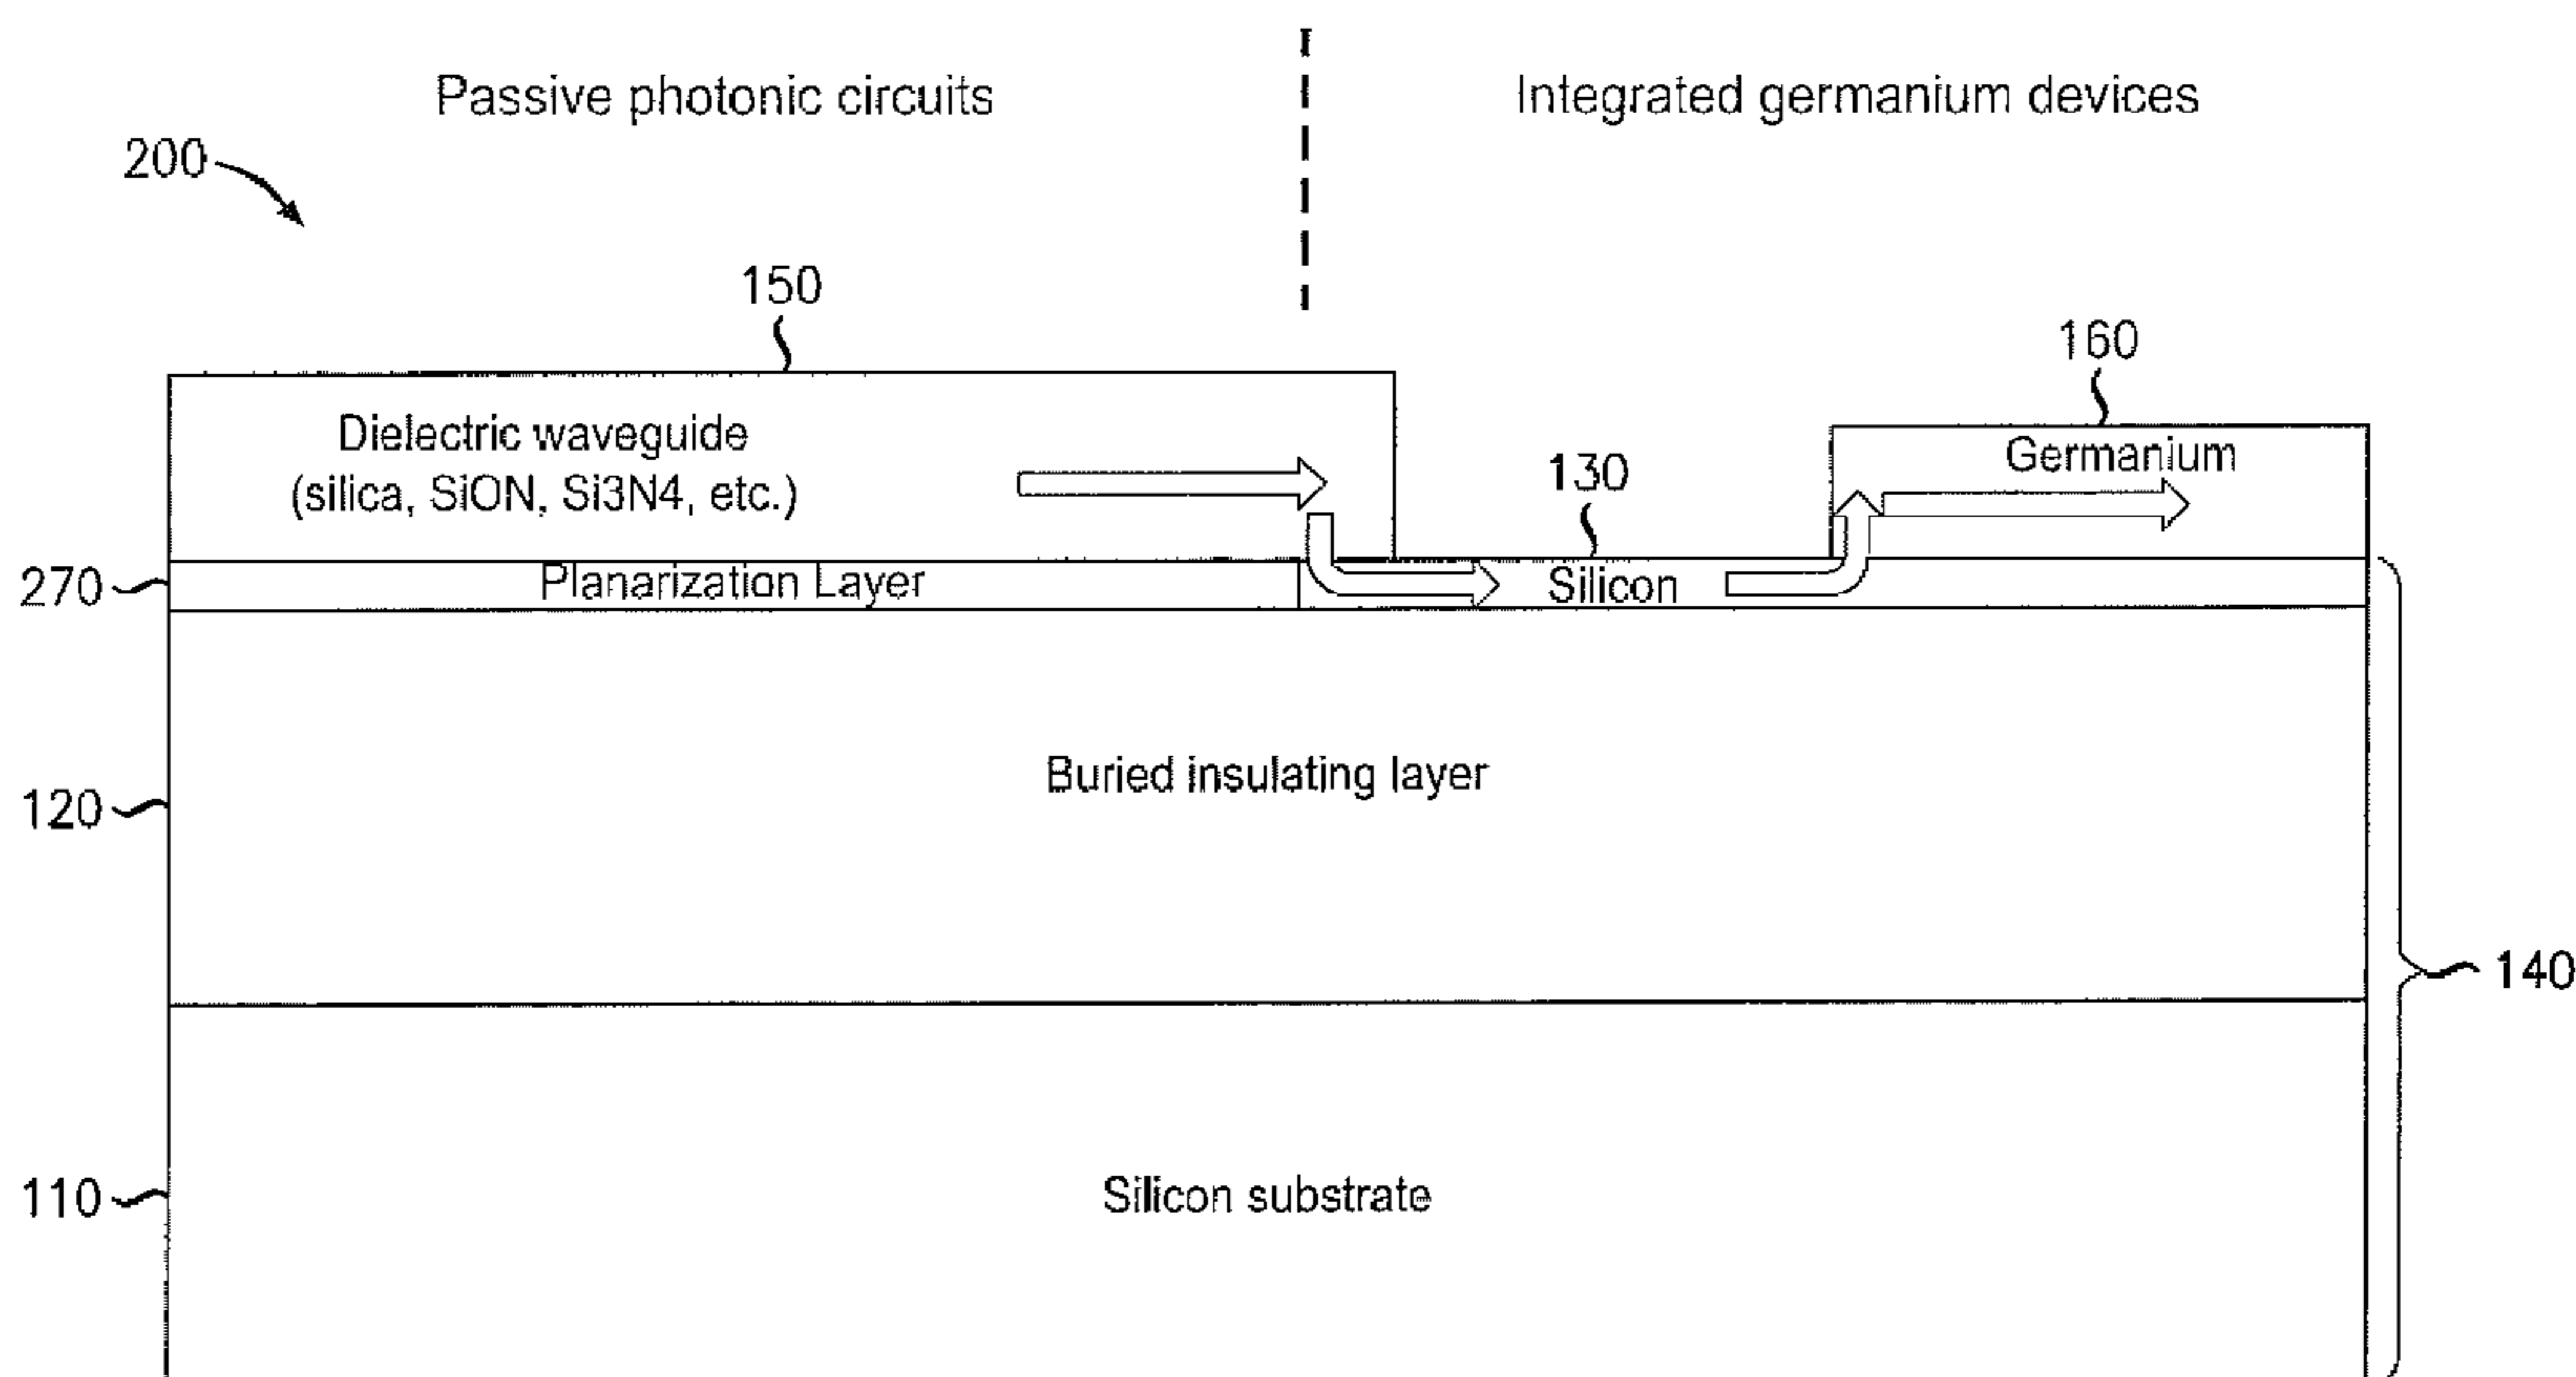 Passive photonic circuits
Integrated germanium devices
200
150
160
Dielectric waveguide
(silica, SiON, Si3N4, etc.)
130
Germanium
270
Planarization Layer
Silicon
120
Buried insulating layer
140
110
Silicon substrate